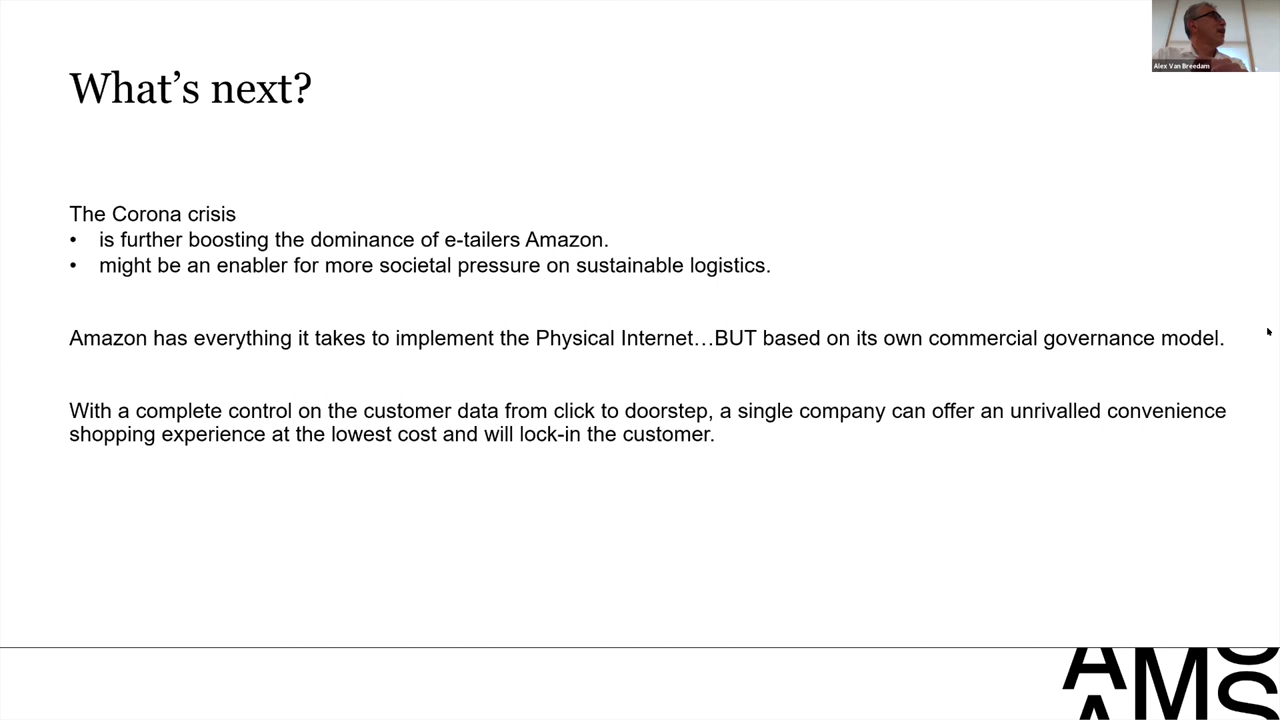 Alex Van Breedam
What’s next?
The Corona crisis
• is further boosting the dominance of e-tailers Amazon.
• might be an enabler for more societal pressure on sustainable logistics.
Amazon has everything it takes to implement the Physical Internet…BUT based on its own commercial governance model.
With a complete control on the customer data from click to doorstep, a single company can offer an unrivalled convenience
shopping experience at the lowest cost and will lock-in the customer.
AMS
AMS